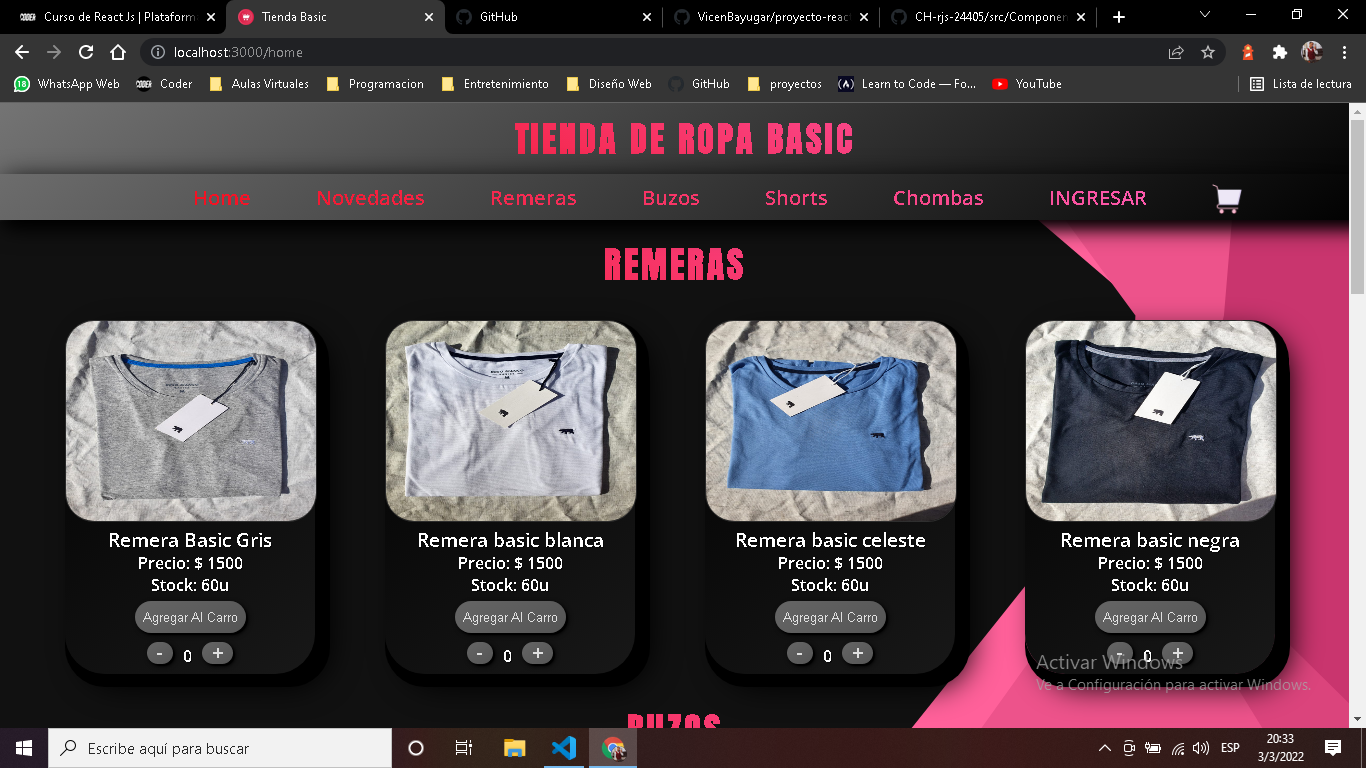 Curso de React Js | Plataform
Tienda Basic
GitHub
VicenBayugar/proyecto-reac
CH-rjs-24405/src/Componen
localhost:3000/home
WhatsApp Web
Coder
Aulas Virtuales
Programacion
Entretenimiento
Diseño Web
GitHub
proyectos
Learn to Code — Fo...
YouTube
Lista de lectura
TIENDA DE ROPA BASIC
Home
Novedades
Remeras
Buzos
Shorts
Chombas
INGRESAR
REMERAS
Remera Basic Gris
Precio: $ 1500
Stock: 60u
Agregar Al Carro
- 0 +
Remera basic blanca
Precio: $ 1500
Stock: 60u
Agregar Al Carro
- 0 +
Remera basic celeste
Precio: $ 1500
Stock: 60u
Agregar Al Carro
- 0 +
Remera basic negra
Precio: $ 1500
Stock: 60u
Agregar Al Carro
- 0 +
Activar Windows
Ve a Configuración para activar Windows.
BUZOS
Escribe aquí para buscar
ESP
20:33
3/3/2022